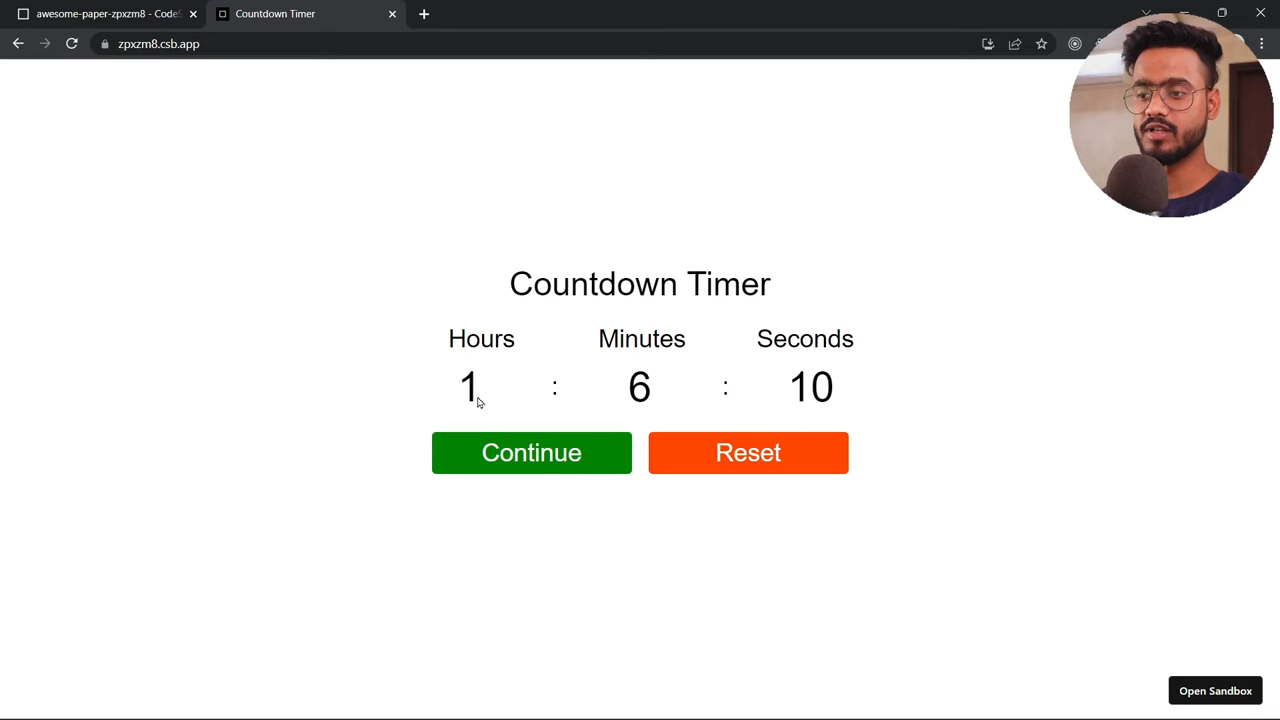 awesome-paper-zpxzm8 - CodeS
Countdown Timer
zpxzm8.csb.app
Countdown Timer
Hours Minutes Seconds
1 : 6 : 10
Continue Reset
Open Sandbox